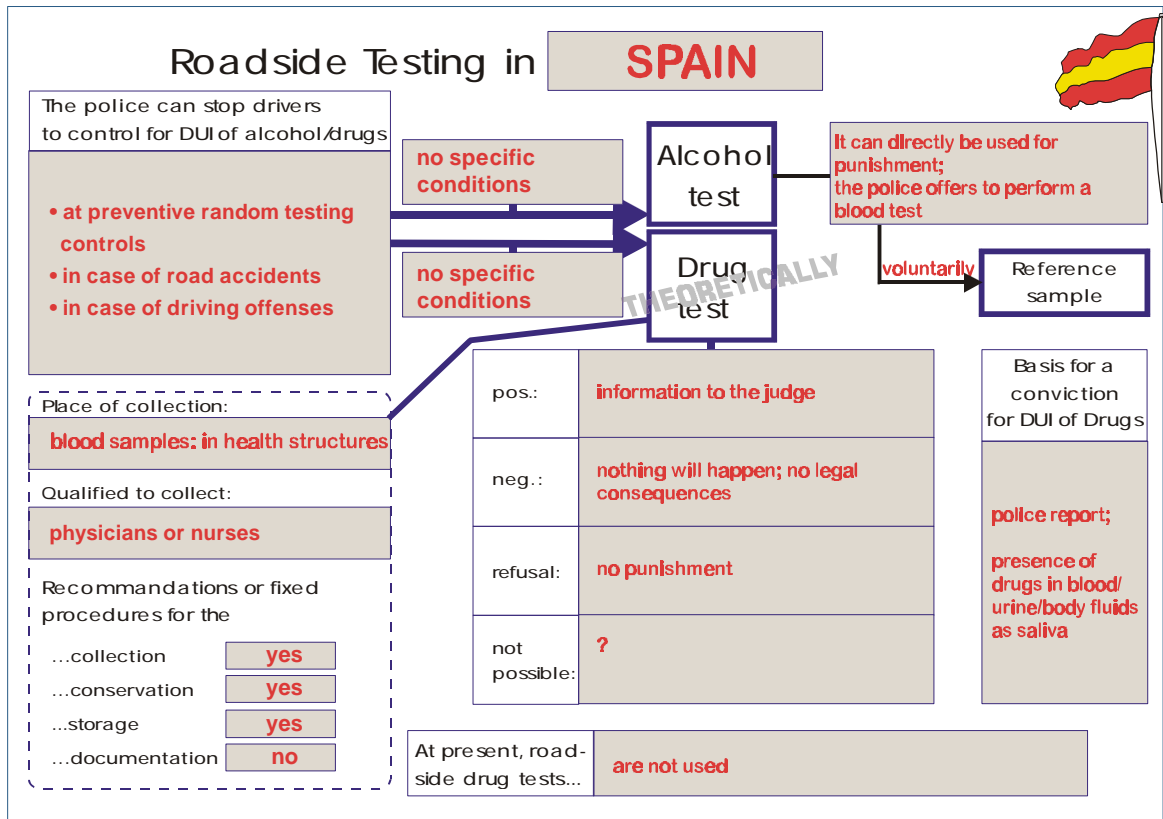 Roadside Testing in SPAIN
The police can stop drivers
to control for DUI of alcohol/drugs
• at preventive random testing
controls
• in case of road accidents
• in case of driving offenses
no specific
conditions
no specific
conditions
Alcohol
test
It can directly be used for
punishment;
the police offers to perform a
blood test
Drug
test
THEORETICALLY
voluntarily
Reference
sample
Place of collection:
blood samples: in health structures
Qualified to collect:
physicians or nurses
Recommandations or fixed
procedures for the
...collection yes
...conservation yes
...storage yes
...documentation no
pos.: information to the judge
neg.: nothing will happen; no legal
consequences
refusal: no punishment
not
possible: ?
Basis for a
conviction
for DUI of Drugs
police report;
presence of
drugs in blood/
urine/body fluids
as saliva
At present, road-
side drug tests... are not used